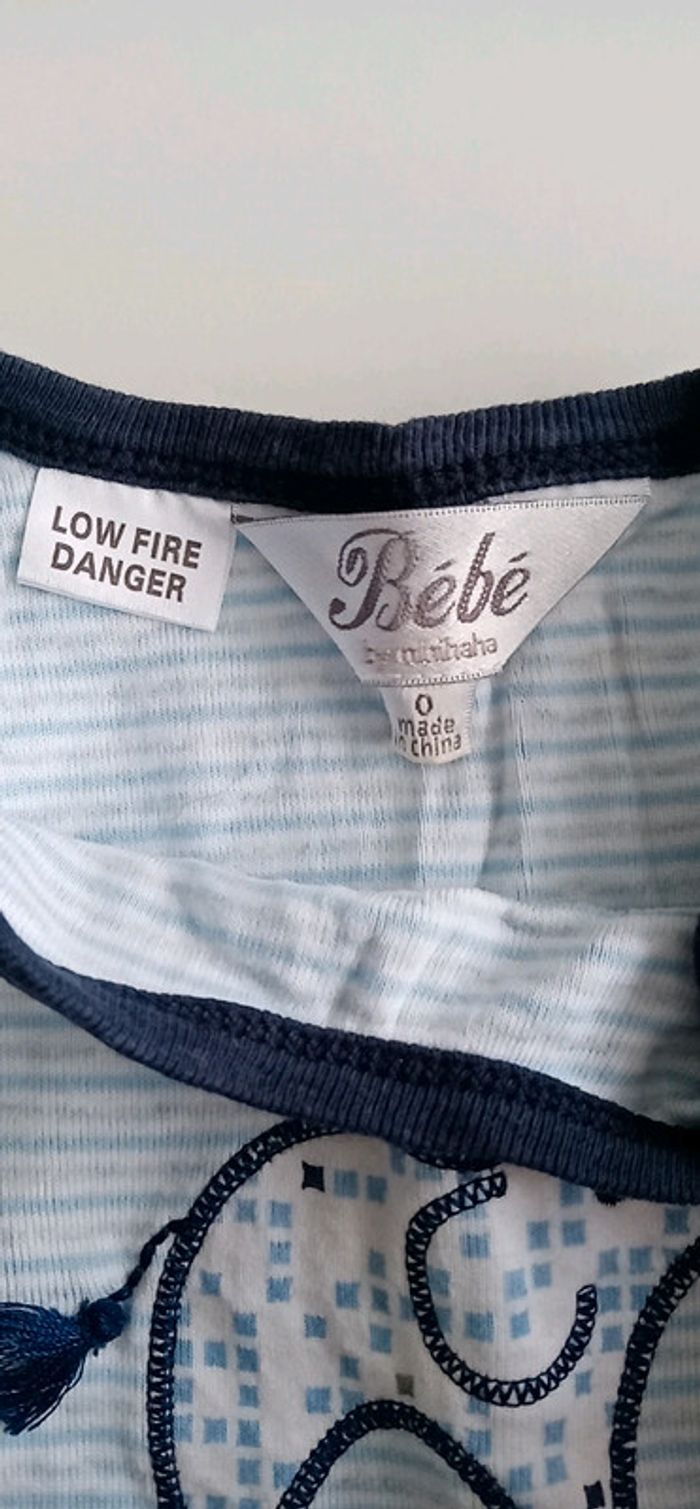 LOW FIRE
DANGER
Bébé
by minihaha
0
made
in china